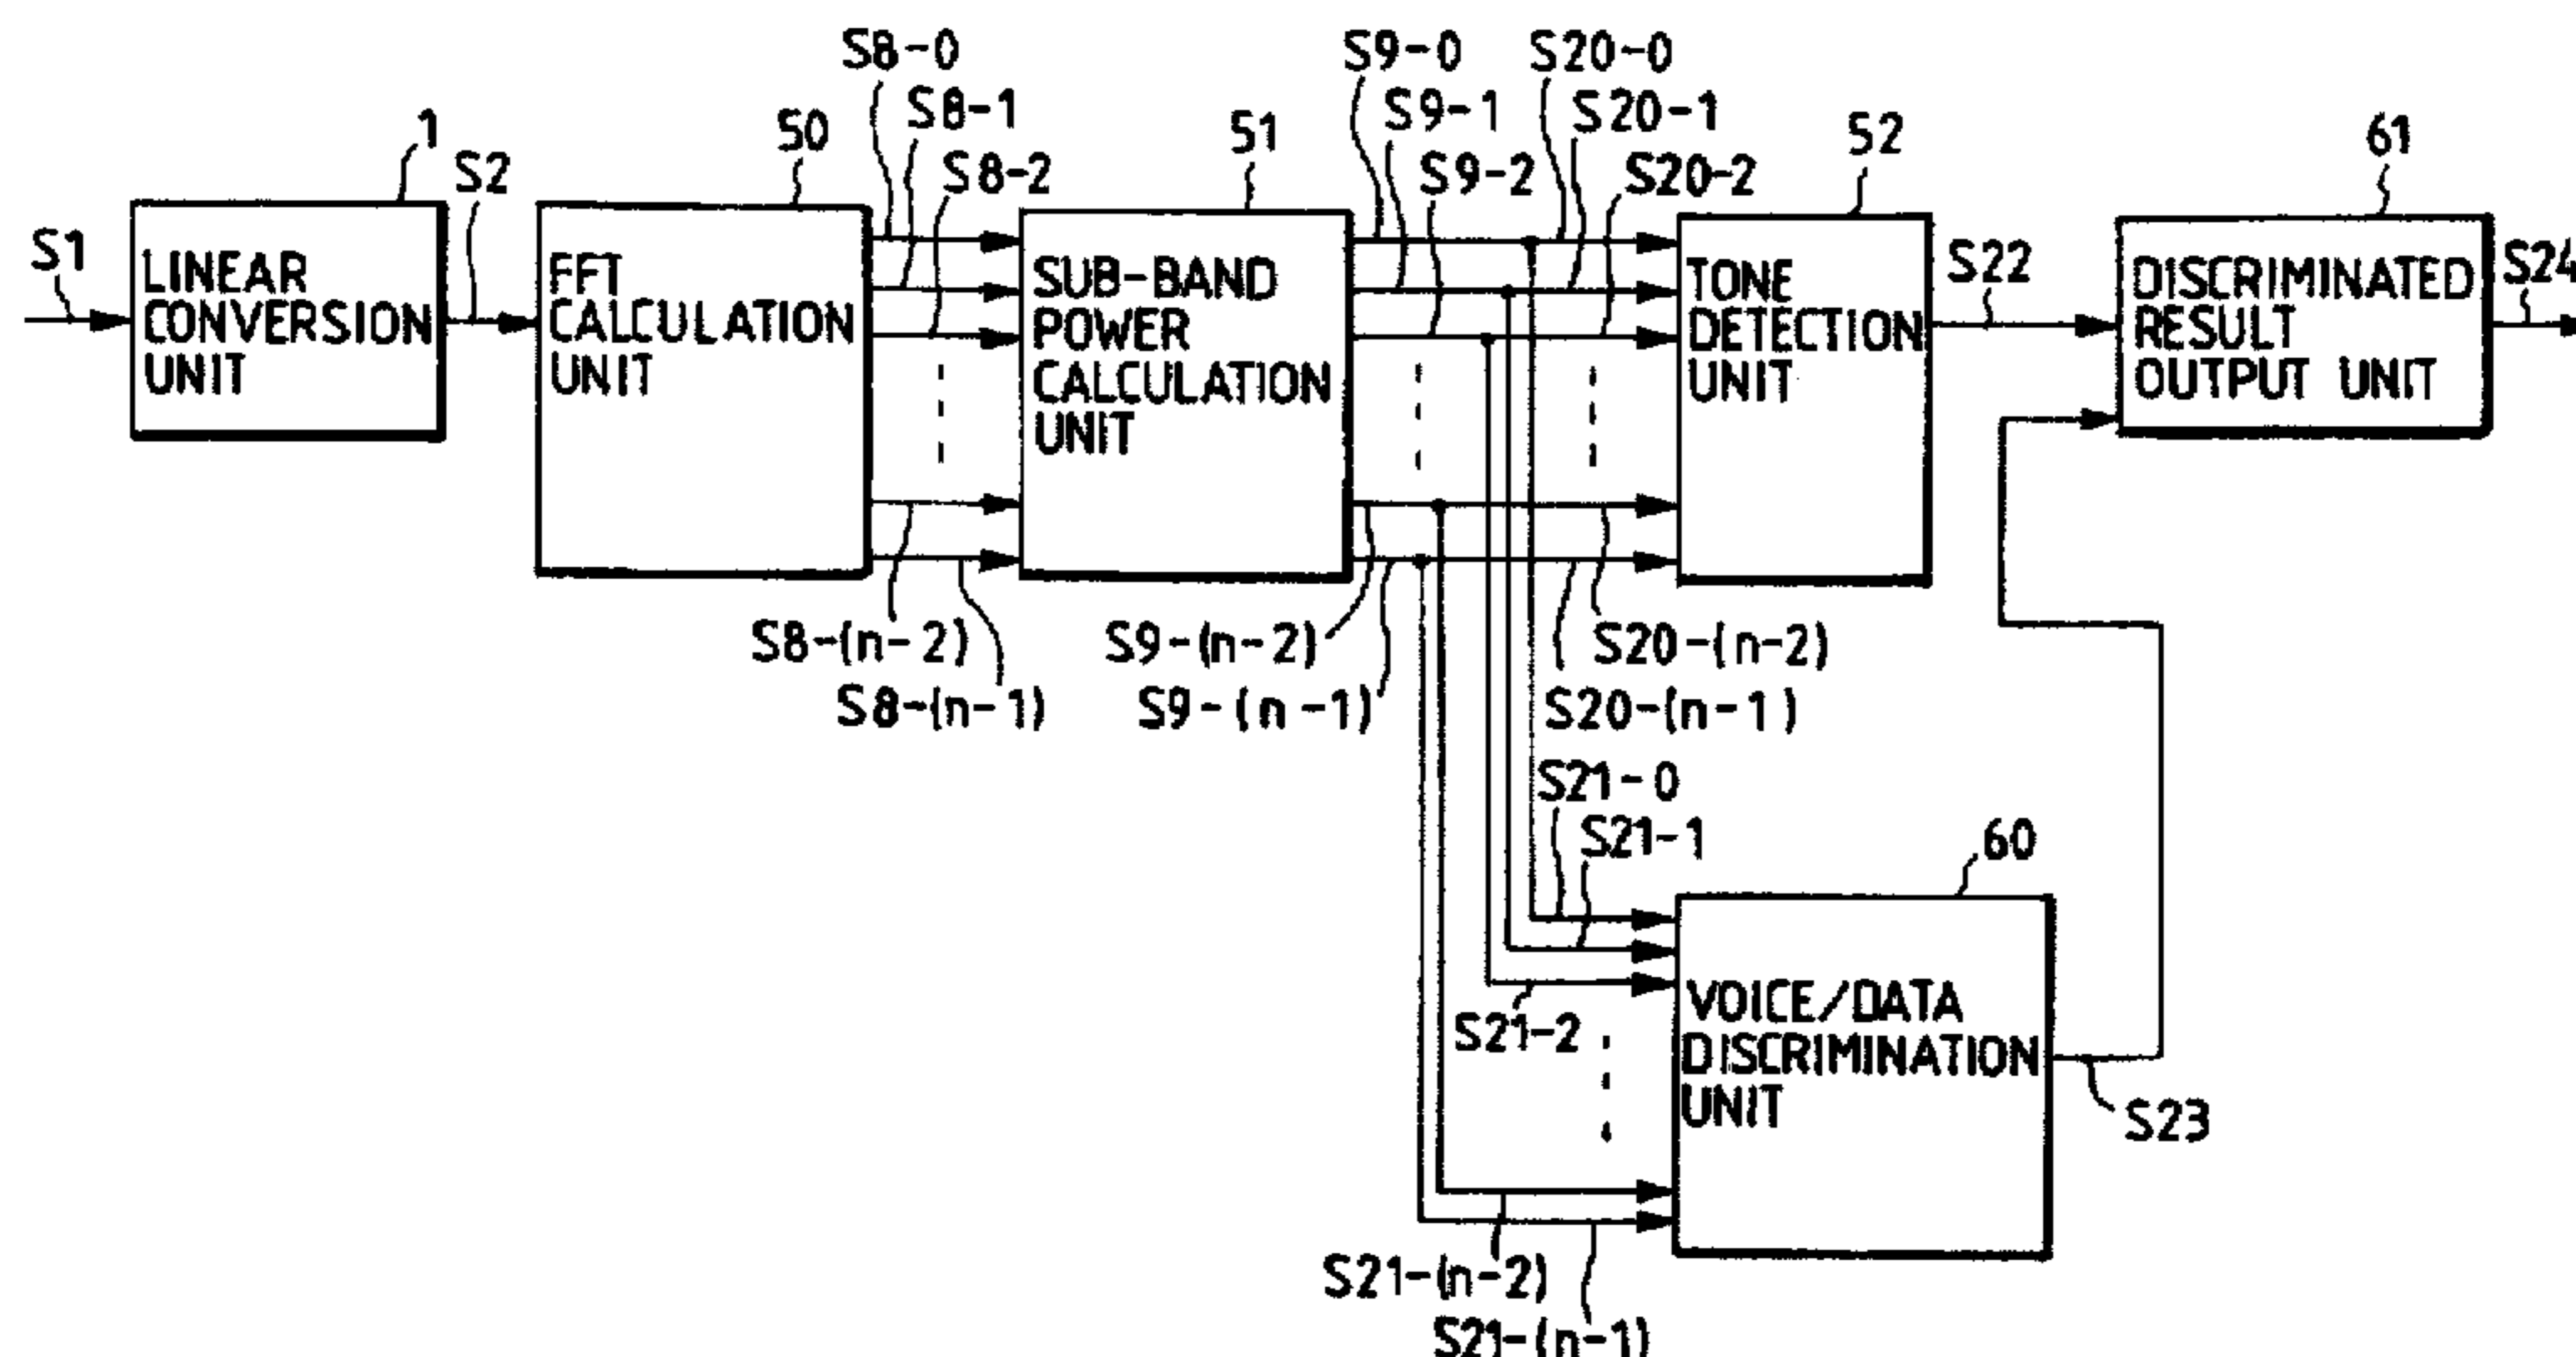 S8-0
S9-0
S20-0
S8-1
S9-1
S20-1
1
50
51
52
61
S2
S8-2
S9-2
S20-2
S1
LINEAR
CONVERSION
UNIT
FFT
CALCULATION
UNIT
SUB-BAND
POWER
CALCULATION
UNIT
TONE
DETECTION
UNIT
S22
DISCRIMINATED
RESULT
OUTPUT UNIT
S24
S8-(n-2)
S9-(n-2)
S20-(n-2)
S8-(n-1)
S9-(n-1)
S20-(n-1)
S21-0
S21-1
60
S21-2
VOICE/DATA
DISCRIMINATION
UNIT
S23
S21-(n-2)
S21-(n-1)